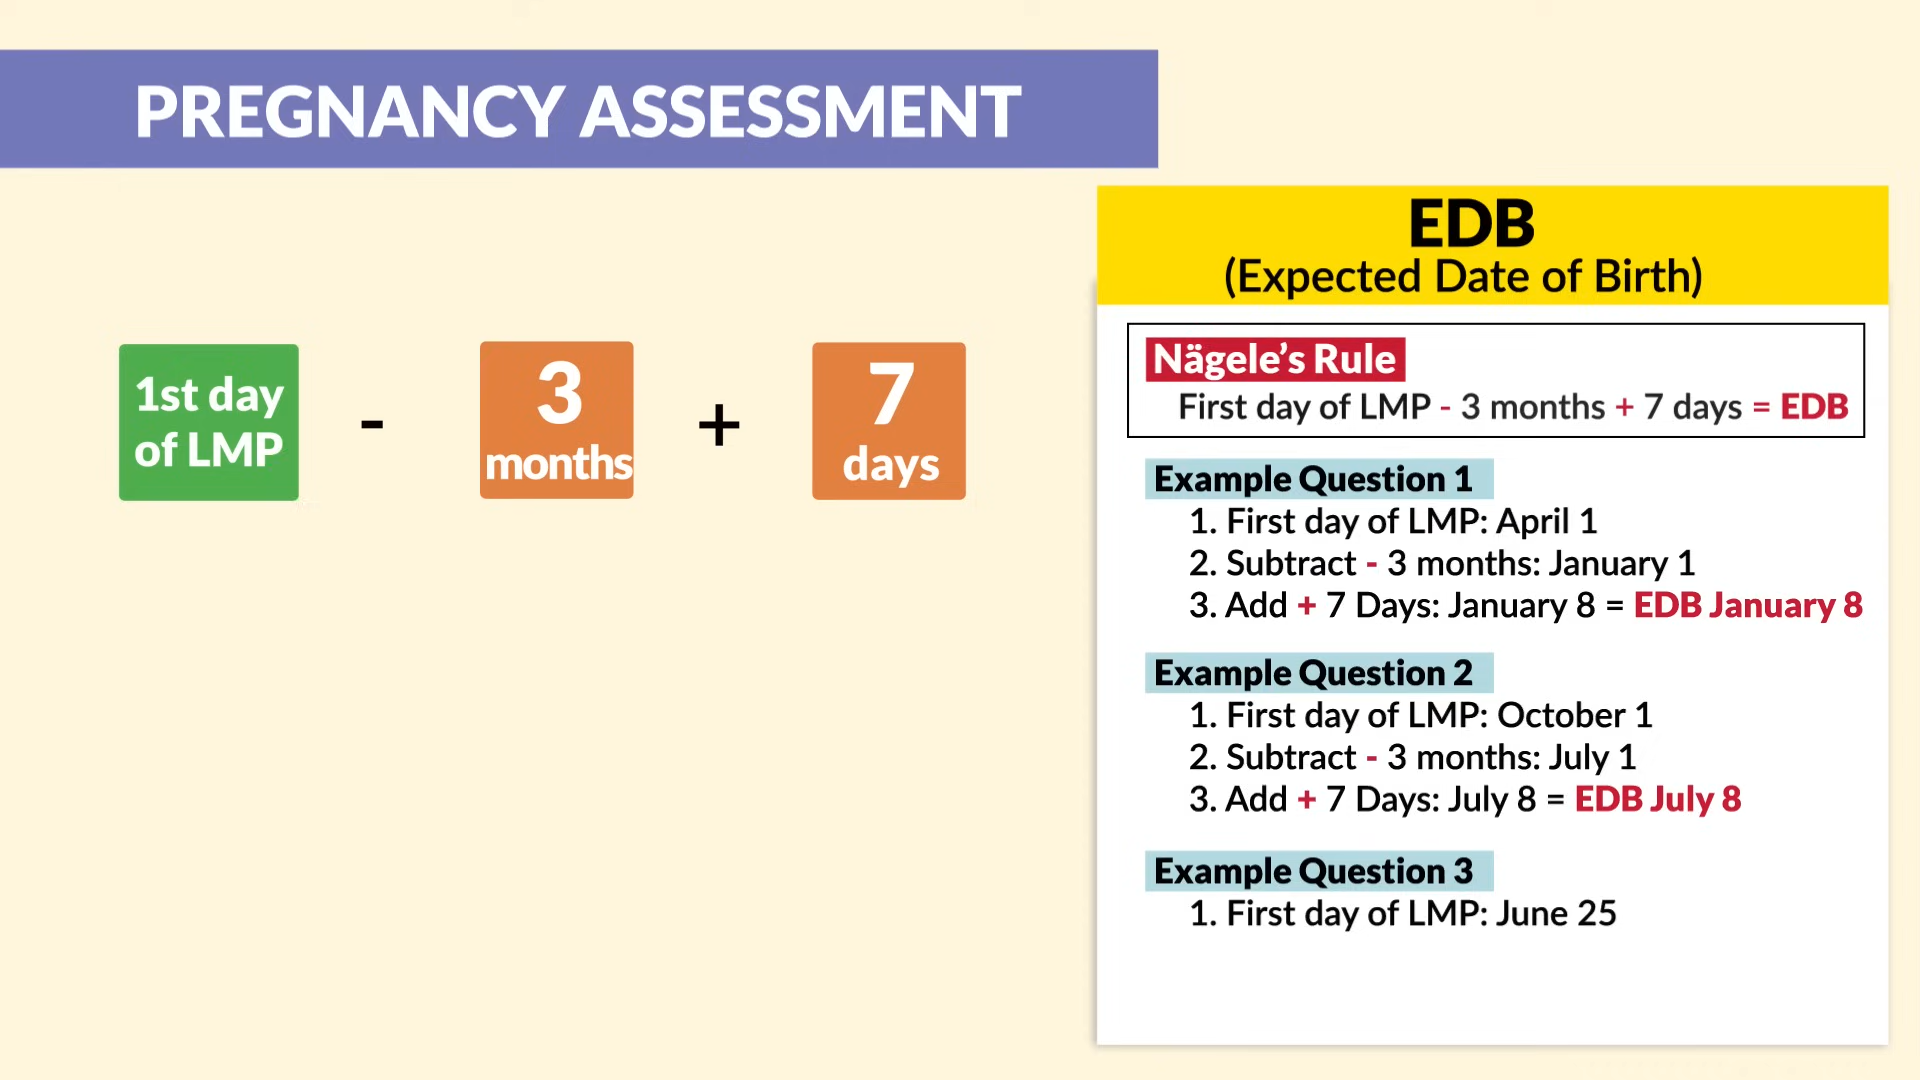 PREGNANCY ASSESSMENT
1st day
of LMP
-
3
months
+
7
days
EDB
(Expected Date of Birth)
Nägele’s Rule
First day of LMP - 3 months + 7 days = EDB
Example Question 1
1. First day of LMP: April 1
2. Subtract - 3 months: January 1
3. Add + 7 Days: January 8 = EDB January 8
Example Question 2
1. First day of LMP: October 1
2. Subtract - 3 months: July 1
3. Add + 7 Days: July 8 = EDB July 8
Example Question 3
1. First day of LMP: June 25